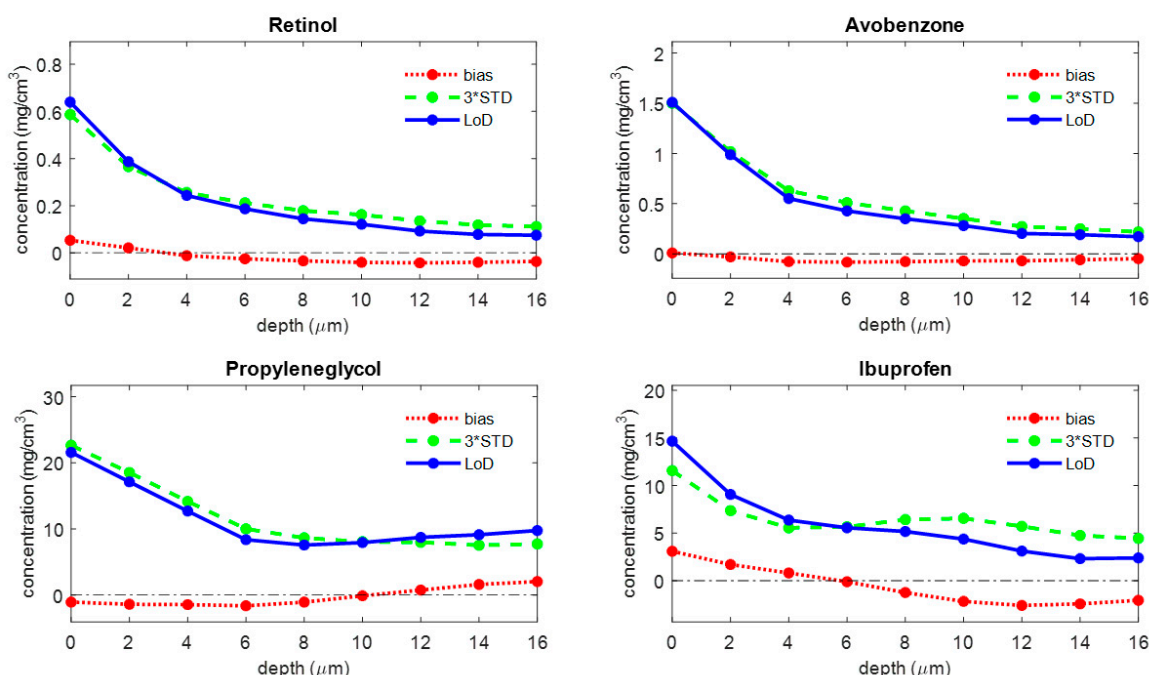 Retinol
concentration (mg/cm³)
0.8
0.6
0.4
0.2
0
bias
3*STD
LoD
0 2 4 6 8 10 12 14 16
depth (μm)
Avobenzone
concentration (mg/cm³)
2
1.5
1
0.5
0
bias
3*STD
LoD
0 2 4 6 8 10 12 14 16
depth (μm)
Propyleneglycol
concentration (mg/cm³)
30
20
10
0
bias
3*STD
LoD
0 2 4 6 8 10 12 14 16
depth (μm)
Ibuprofen
concentration (mg/cm³)
20
15
10
5
0
bias
3*STD
LoD
0 2 4 6 8 10 12 14 16
depth (μm)